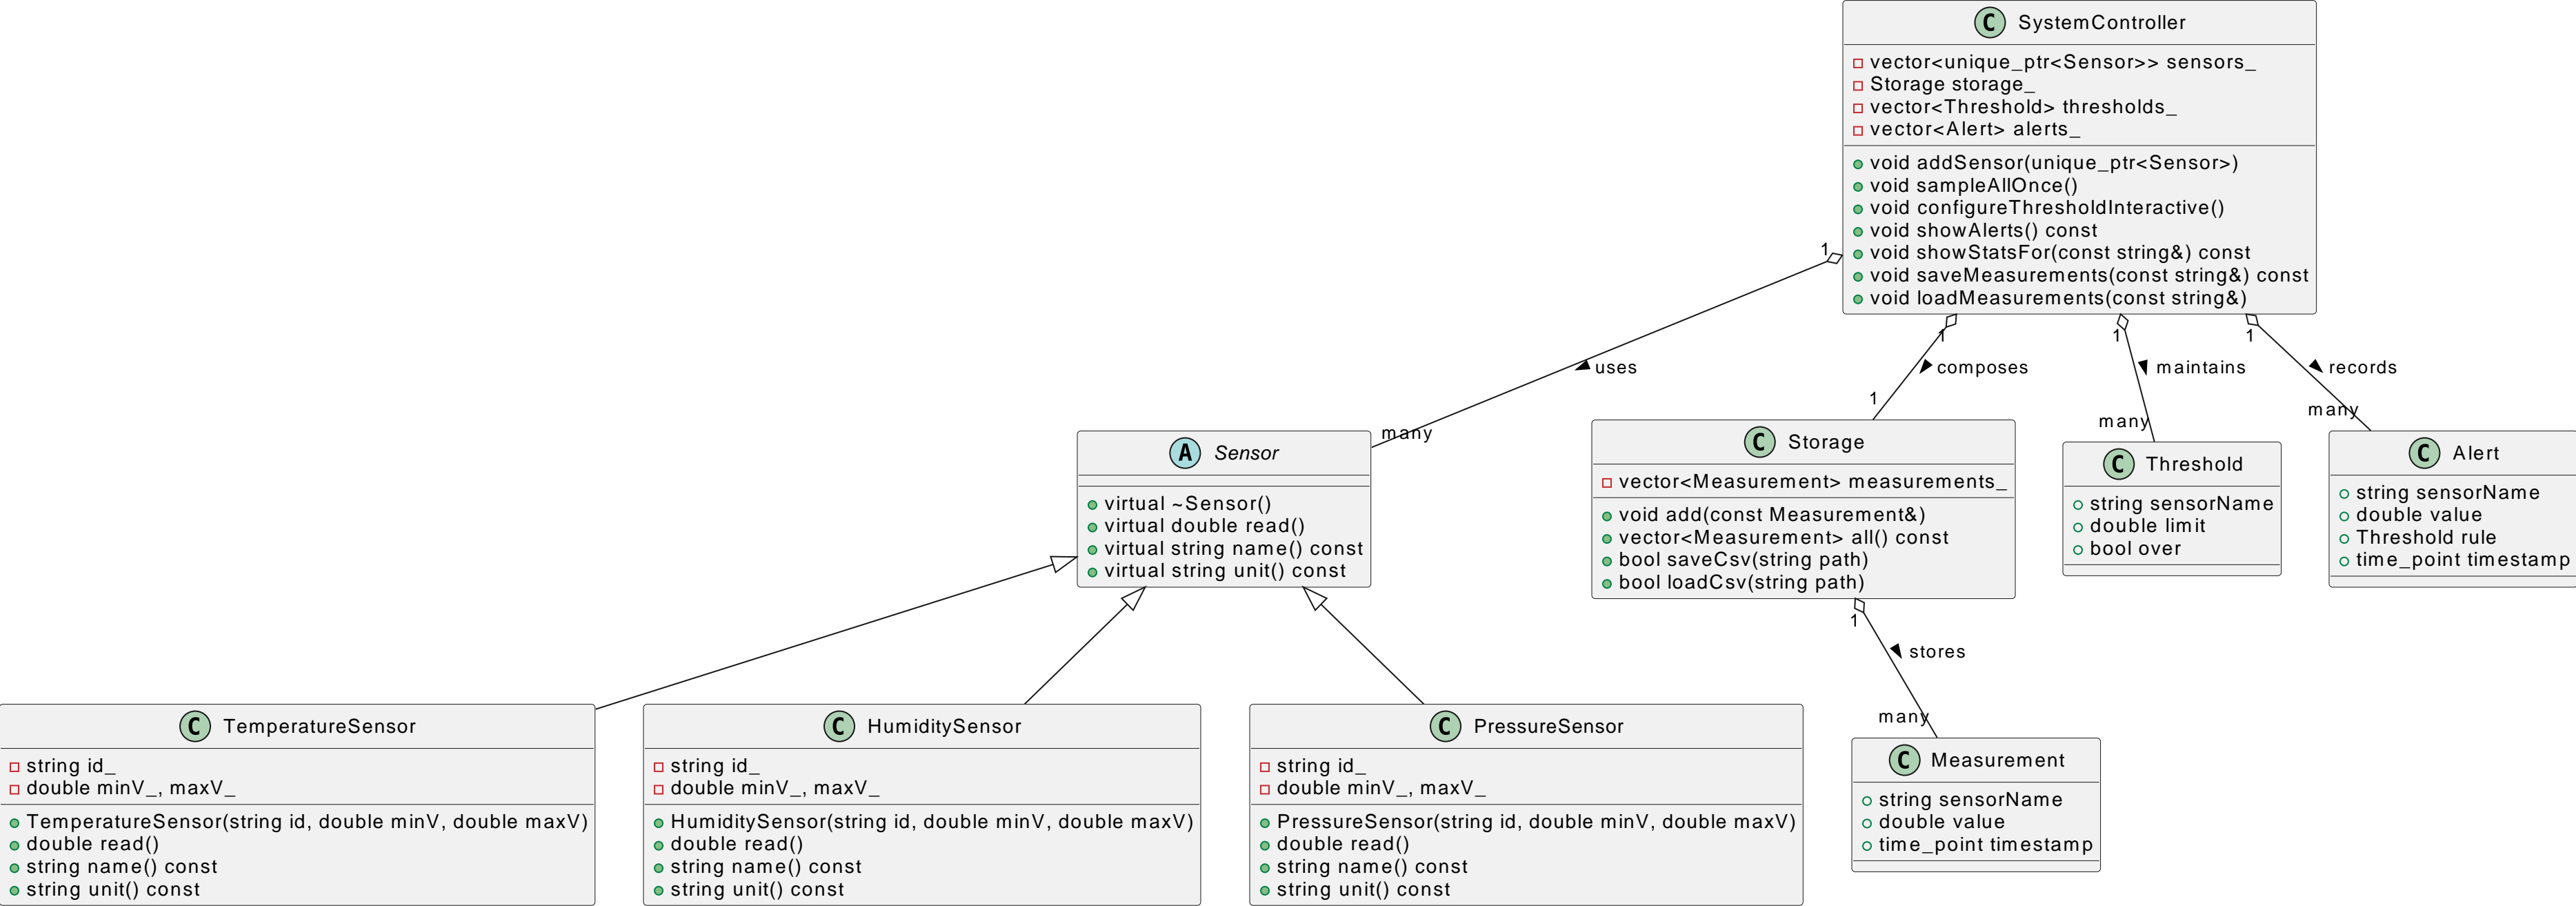 C SystemController
vector<unique_ptr<Sensor>> sensors_
Storage storage_
vector<Threshold> thresholds_
vector<Alert> alerts_
void addSensor(unique_ptr<Sensor>)
void sampleAllOnce()
void configureThresholdInteractive()
void showAlerts() const
void showStatsFor(const string&) const
void saveMeasurements(const string&) const
void loadMeasurements(const string&)
1
1
1
1
uses
composes
maintains
records
many
1
many
many
A Sensor
virtual ~Sensor()
virtual double read()
virtual string name() const
virtual string unit() const
C Storage
vector<Measurement> measurements_
void add(const Measurement&)
vector<Measurement> all() const
bool saveCsv(string path)
bool loadCsv(string path)
C Threshold
string sensorName
double limit
bool over
C Alert
string sensorName
double value
Threshold rule
time_point timestamp
1
stores
many
C TemperatureSensor
string id_
double minV_, maxV_
TemperatureSensor(string id, double minV, double maxV)
double read()
string name() const
string unit() const
C HumiditySensor
string id_
double minV_, maxV_
HumiditySensor(string id, double minV, double maxV)
double read()
string name() const
string unit() const
C PressureSensor
string id_
double minV_, maxV_
PressureSensor(string id, double minV, double maxV)
double read()
string name() const
string unit() const
C Measurement
string sensorName
double value
time_point timestamp